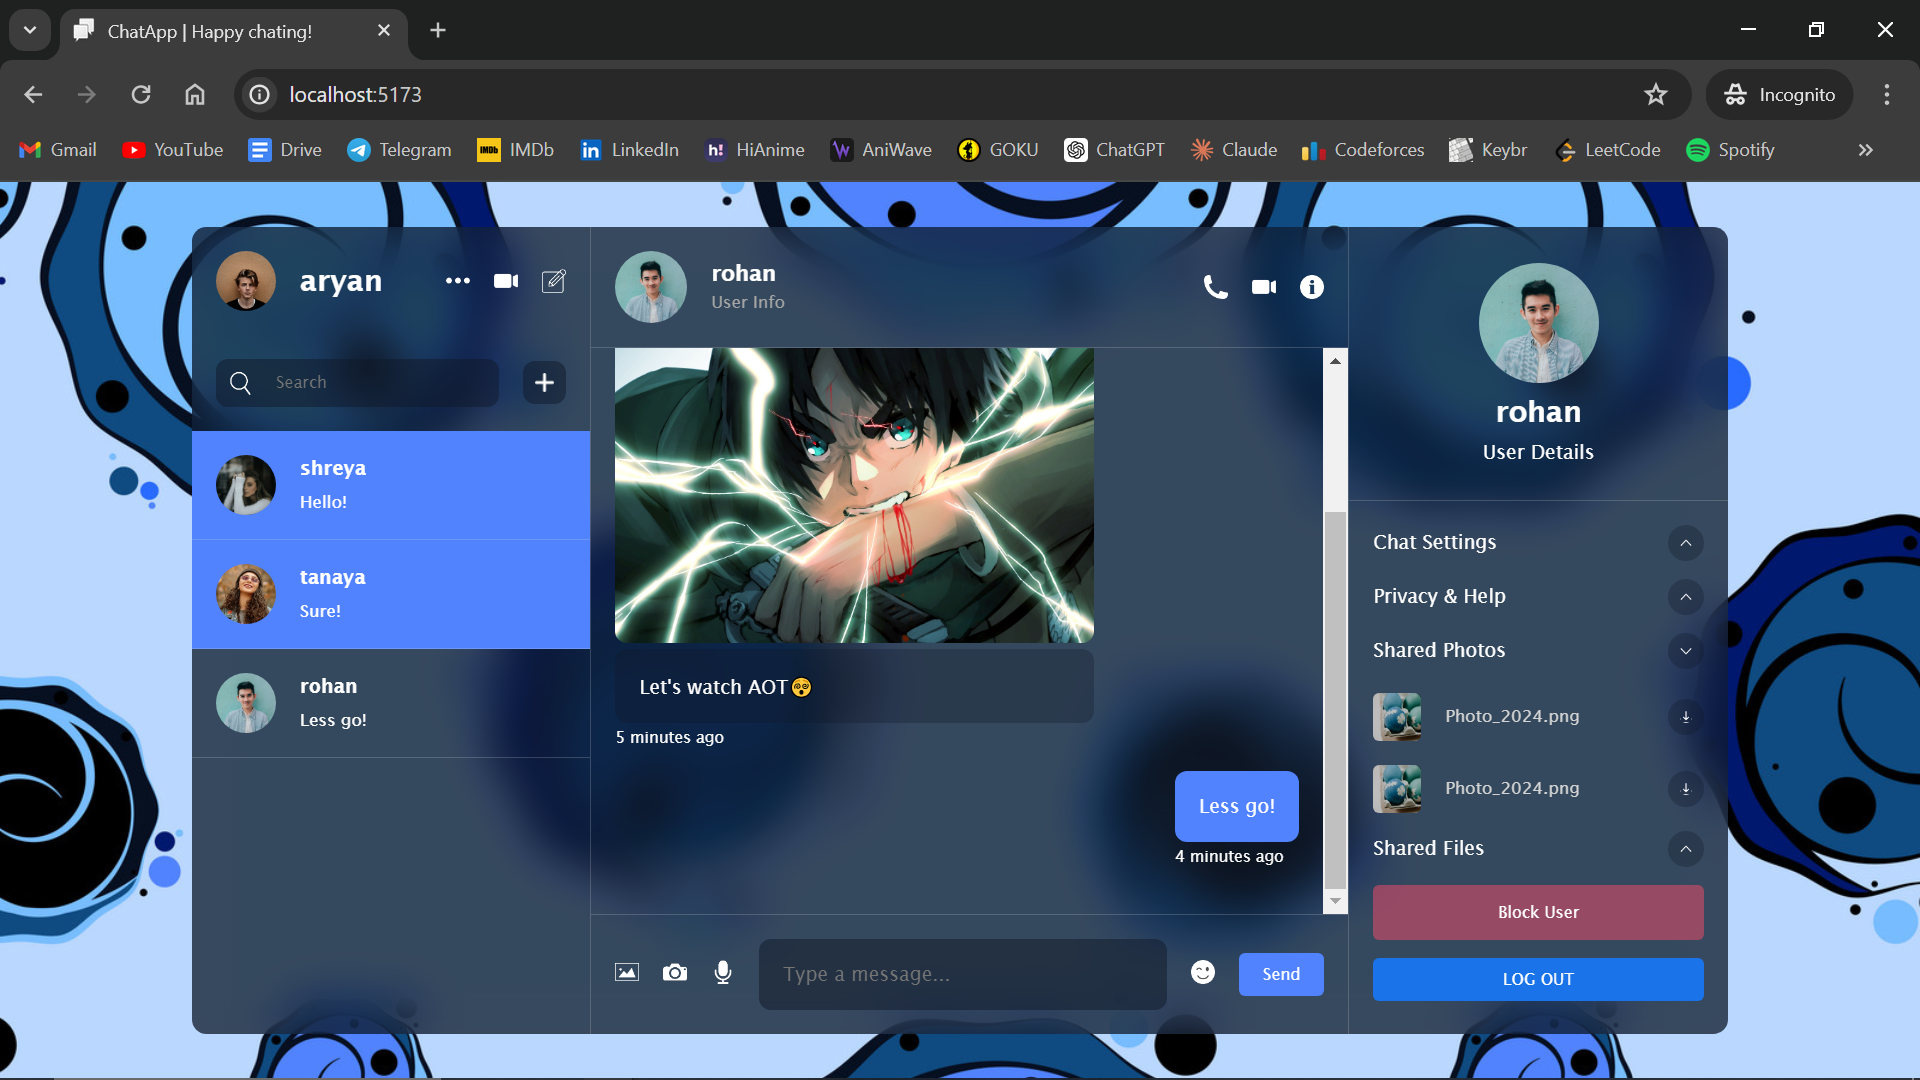 ChatApp | Happy chating!
localhost:5173
Incognito
Gmail YouTube Drive Telegram IMDb IMDb in LinkedIn h! HiAnime AniWave GOKU ChatGPT Claude Codeforces Keybr LeetCode Spotify
aryan
Search
shreya
Hello!
tanaya
Sure!
rohan
Less go!
rohan
User Info
Let's watch AOT😵‍💫
5 minutes ago
Less go!
4 minutes ago
Type a message...
Send
rohan
User Details
Chat Settings
Privacy & Help
Shared Photos
Photo_2024.png
Photo_2024.png
Shared Files
Block User
LOG OUT